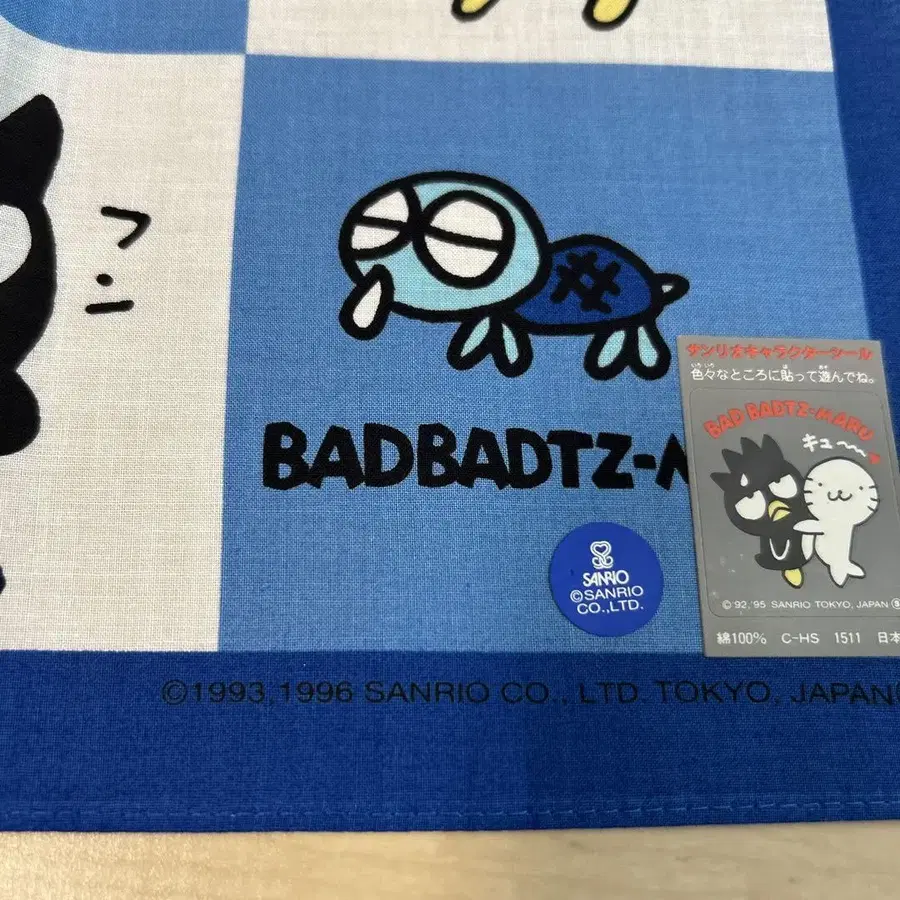 フン
BADBADTZ-M
サンリオキャラクターシール
色々なところに貼って遊んでね。
BAD BADTZ-MARU
キュ〜
SANRIO
©SANRIO
CO.,LTD.
©'92,'95 SANRIO TOKYO, JAPAN
綿100% C-HS 1511 日本
©1993,1996 SANRIO CO., LTD. TOKYO, JAPAN